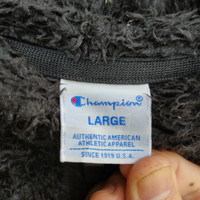 Champion
LARGE
AUTHENTIC AMERICAN
ATHLETIC APPAREL
SINCE 1919 U.S.A.